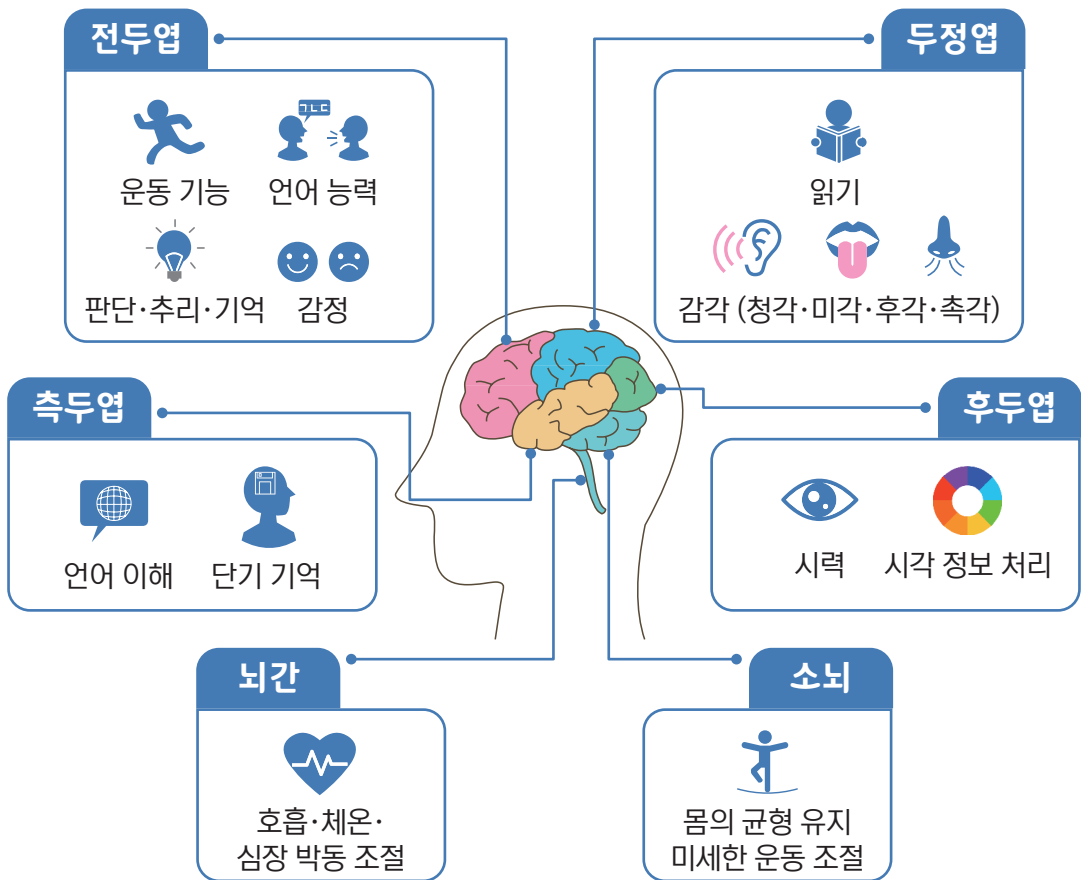 전두엽
운동 기능
ㄱㄴㄷ
언어 능력
판단·추리·기억
감정
두정엽
읽기
감각 (청각·미각·후각·촉각)
측두엽
언어 이해
단기 기억
후두엽
시력
시각 정보 처리
뇌간
호흡·체온·
심장 박동 조절
소뇌
몸의 균형 유지
미세한 운동 조절